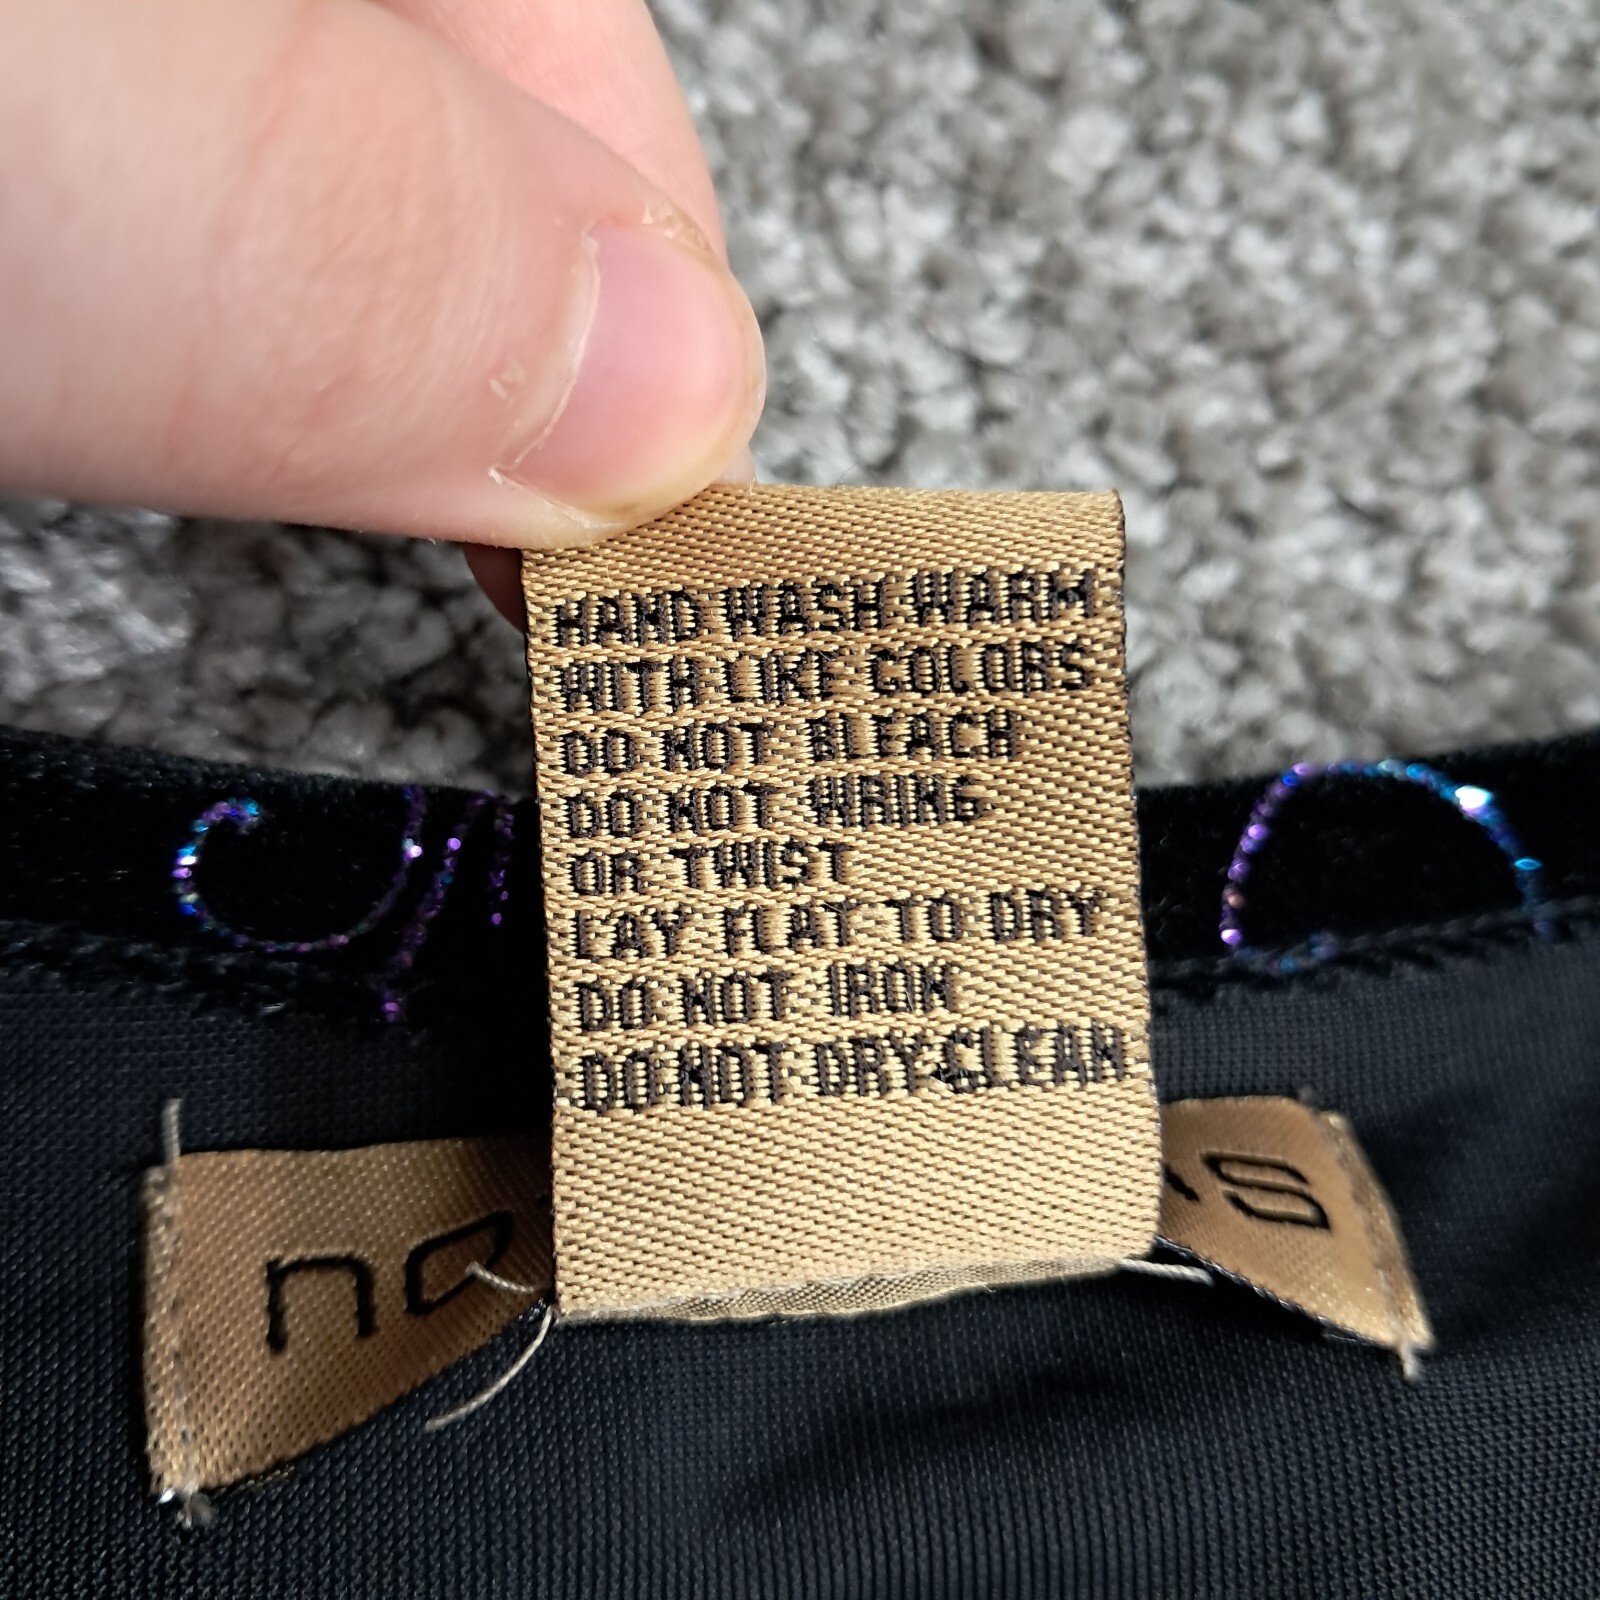 HAND WASH WARM
WITH LIKE COLORS
DO NOT BLEACH
DO NOT WRING
OR TWIST
LAY FLAT TO DRY
DO NOT IRON
DO NOT DRY CLEAN